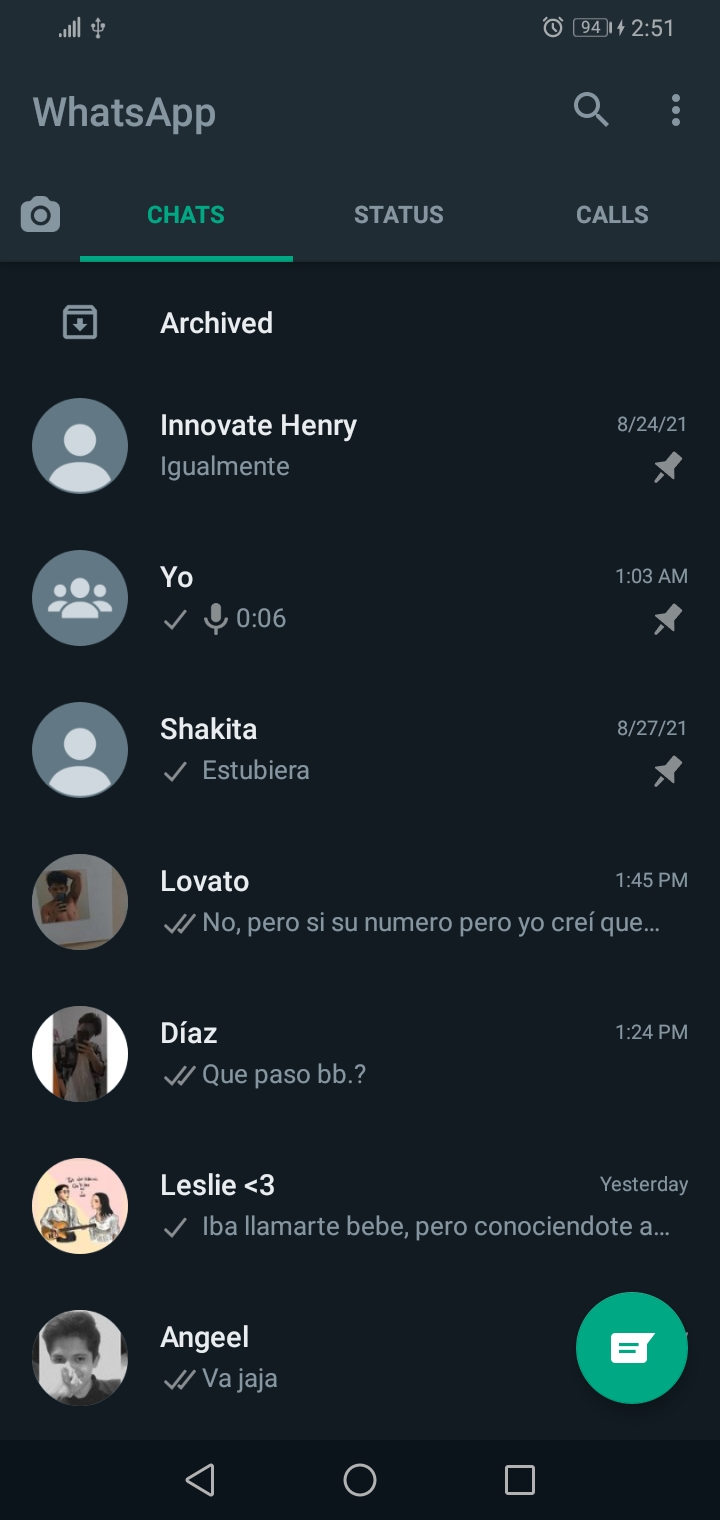 94 2:51
WhatsApp
CHATS STATUS CALLS
Archived
Innovate Henry 8/24/21
Igualmente
Yo 1:03 AM
0:06
Shakita 8/27/21
Estubiera
Lovato 1:45 PM
No, pero si su numero pero yo creí que...
Díaz 1:24 PM
Que paso bb.?
Leslie <3 Yesterday
Iba llamarte bebe, pero conociendote a...
Angeel
Va jaja